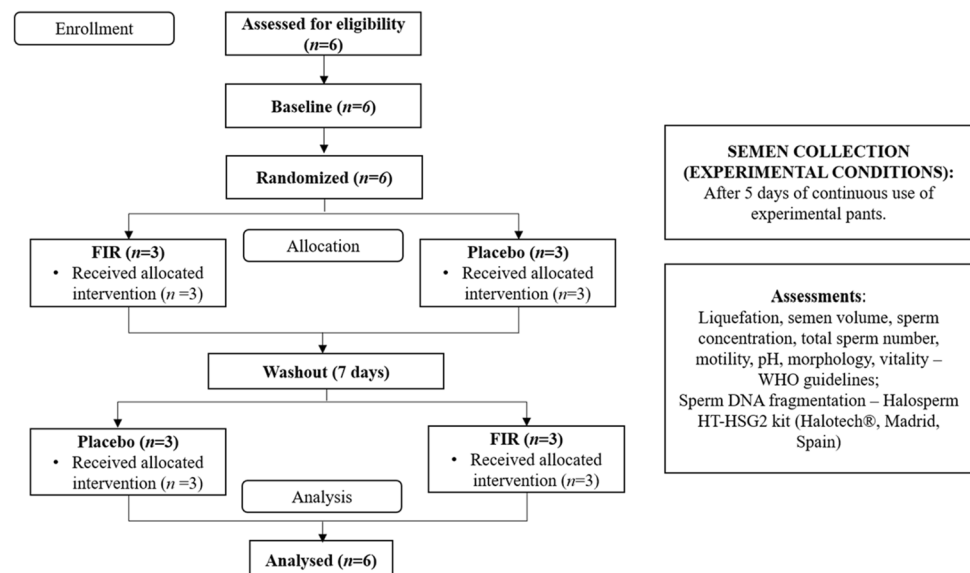 Enrollment
Assessed for eligibility
(n=6)
Baseline (n=6)
Randomized (n=6)
Allocation
FIR (n=3)
• Received allocated
intervention (n =3)
Placebo (n=3)
• Received allocated
intervention (n=3)
Washout (7 days)
Placebo (n=3)
• Received allocated
intervention (n =3)
FIR (n=3)
• Received allocated
intervention (n=3)
Analysis
Analysed (n=6)
SEMEN COLLECTION
(EXPERIMENTAL CONDITIONS):
After 5 days of continuous use of
experimental pants.
Assessments:
Liquefation, semen volume, sperm
concentration, total sperm number,
motility, pH, morphology, vitality –
WHO guidelines;
Sperm DNA fragmentation – Halosperm
HT-HSG2 kit (Halotech®, Madrid,
Spain)